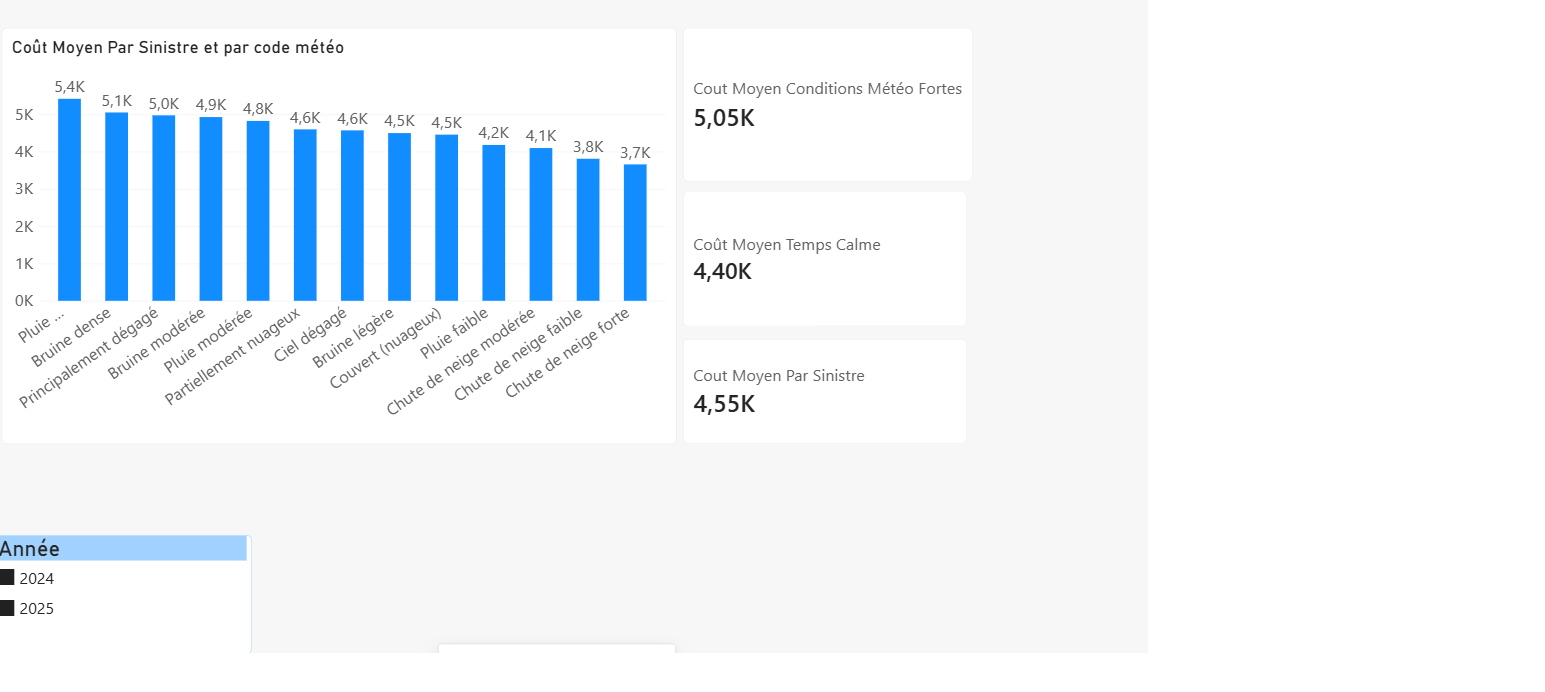 Coût Moyen Par Sinistre et par code météo
5,4K
5,1K
5,0K
4,9K
4,8K
4,6K
4,6K
4,5K
4,5K
4,2K
4,1K
3,8K
3,7K
5K
4K
3K
2K
1K
0K
Pluie ...
Bruine dense
Principalement dégagé
Bruine modérée
Pluie modérée
Partiellement nuageux
Ciel dégagé
Bruine légère
Couvert (nuageux)
Pluie faible
Chute de neige modérée
Chute de neige faible
Chute de neige forte
Cout Moyen Conditions Météo Fortes
5,05K
Coût Moyen Temps Calme
4,40K
Cout Moyen Par Sinistre
4,55K
Année
2024
2025